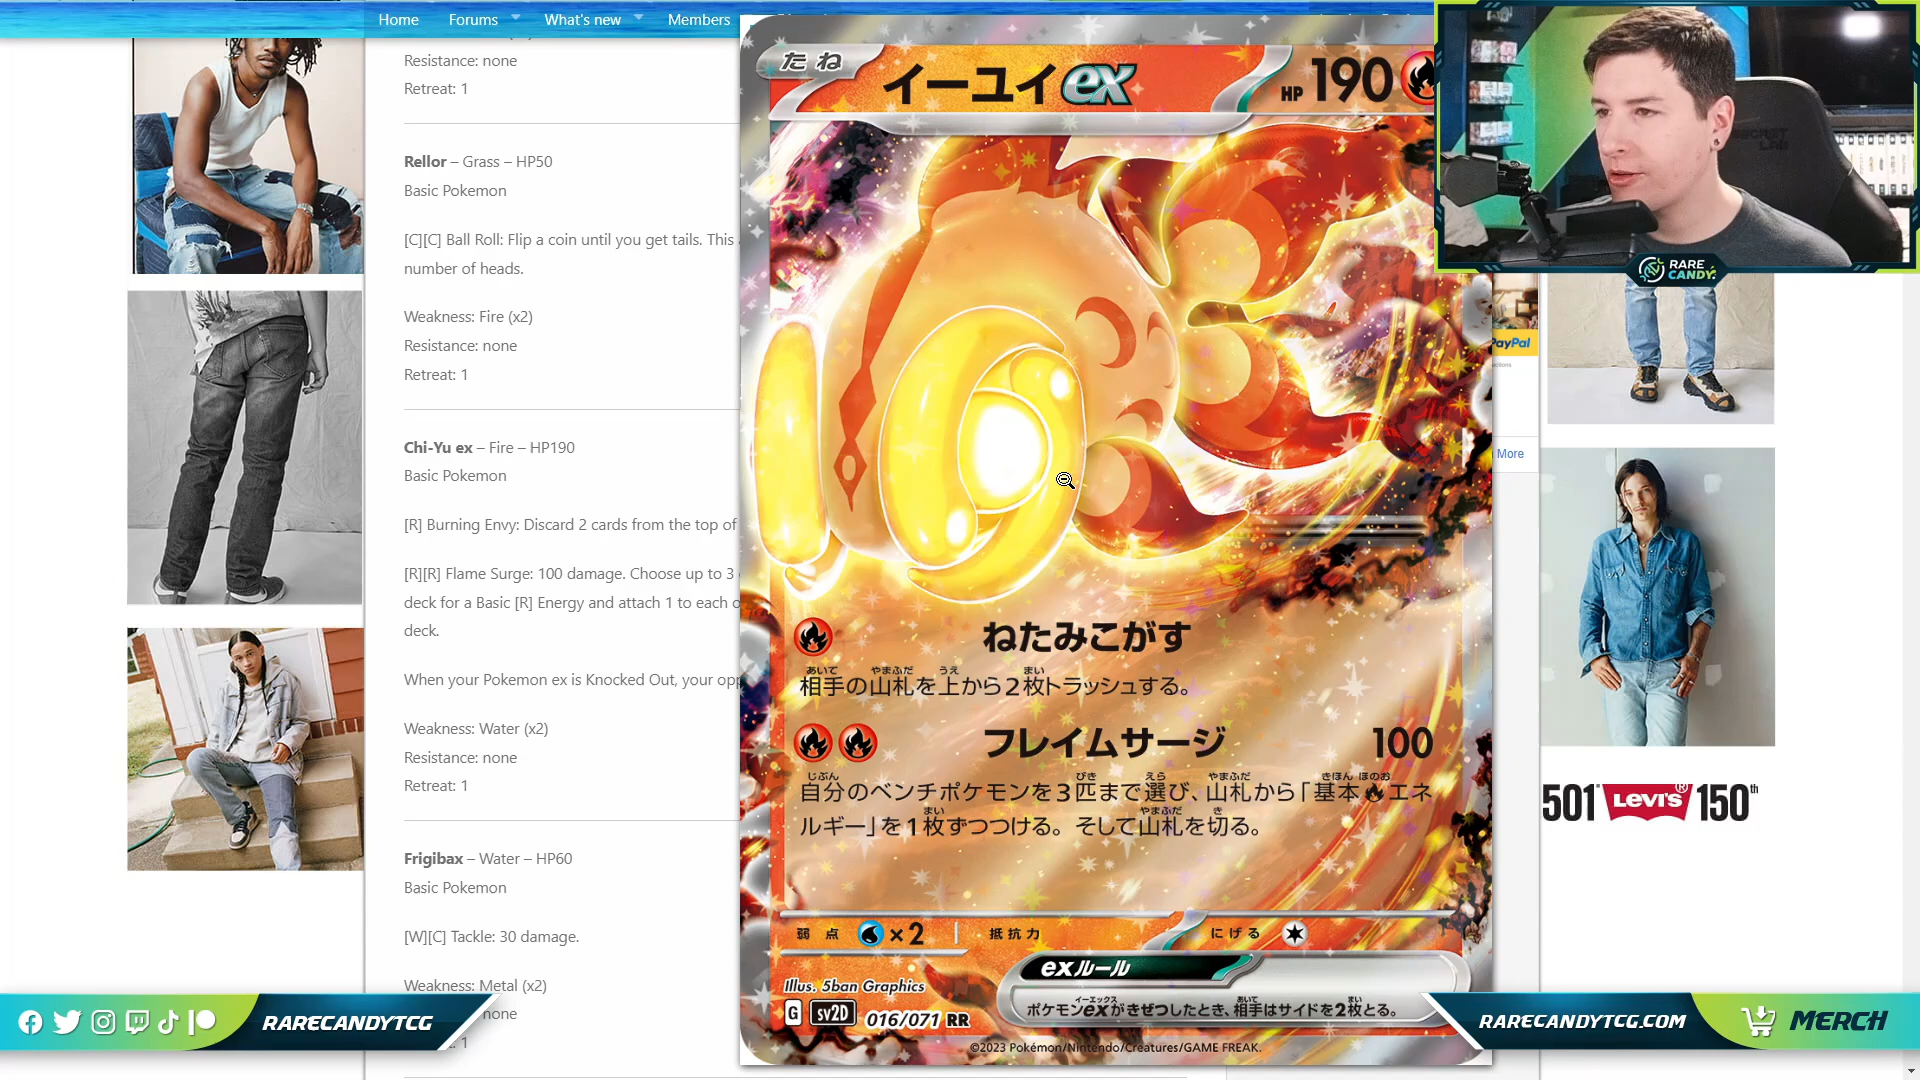 Home
Forums
What's new
Members
Resistance: none
Retreat: 1
Rellor – Grass – HP50
Basic Pokemon
[C][C] Ball Roll: Flip a coin until you get tails. This
number of heads.
Weakness: Fire (x2)
Resistance: none
Retreat: 1
Chi-Yu ex – Fire – HP190
Basic Pokemon
[R] Burning Envy: Discard 2 cards from the top of
[R][R] Flame Surge: 100 damage. Choose up to 3
deck for a Basic [R] Energy and attach 1 to each
deck.
When your Pokemon ex is Knocked Out, your opp
Weakness: Water (x2)
Resistance: none
Retreat: 1
Frigibax – Water – HP60
Basic Pokemon
[W][C] Tackle: 30 damage.
Weakness: Metal (x2)
none
1
たね
イーユイex
HP 190
ねたみこがす
相手の山札を上から2枚トラッシュする。
フレイムサージ 100
自分のベンチポケモンを3匹まで選び、山札から「基本エネ
ルギー」を1枚ずつつける。そして山札を切る。
弱点 ×2
抵抗力
にげる
exルール
ポケモンexがきぜつしたとき、相手はサイドを2枚とる。
Illus. 5ban Graphics
G sv2D 016/071 RR
©2023 Pokémon/Nintendo/Creatures/GAME FREAK.
RARE
CANDY
PayPal
More
501® LEVI'S® 150th
RARECANDYTCG
RARECANDYTCG.COM
MERCH